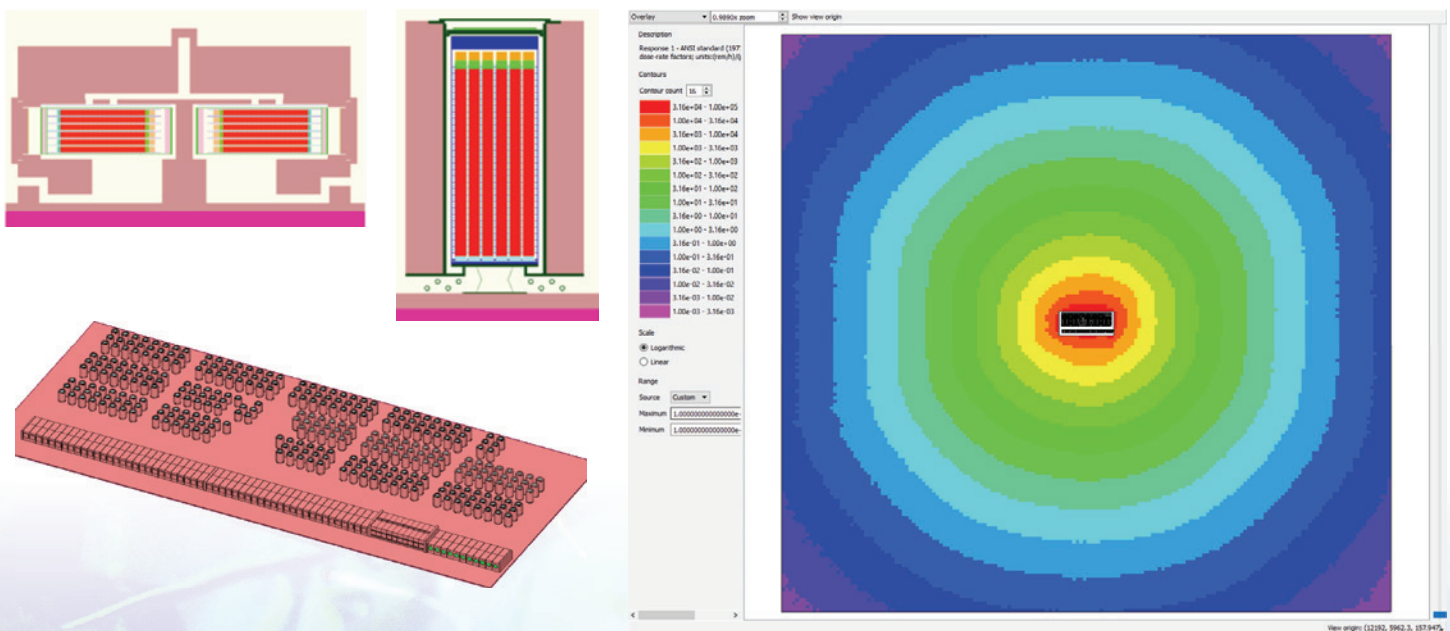 Overlay 0.9890x zoom Show view origin
Description
Response 1 - ANSI standard (197
dose-rate factors; units:(rem/h)/(
Contours
Contour count 16
3.16e+04 - 1.00e+05
1.00e+04 - 3.16e+04
3.16e+03 - 1.00e+04
1.00e+03 - 3.16e+03
3.16e+02 - 1.00e+03
1.00e+02 - 3.16e+02
3.16e+01 - 1.00e+02
1.00e+01 - 3.16e+01
3.16e+00 - 1.00e+01
1.00e+00 - 3.16e+00
3.16e-01 - 1.00e+00
1.00e-01 - 3.16e-01
3.16e-02 - 1.00e-01
1.00e-02 - 3.16e-02
3.16e-03 - 1.00e-02
1.00e-03 - 3.16e-03
Scale
Logarithmic
Linear
Range
Source Custom
Maximum 1.000000000000000e-
Minimum 1.000000000000000e-
View origin: (12192, 5962.3, 157.947)